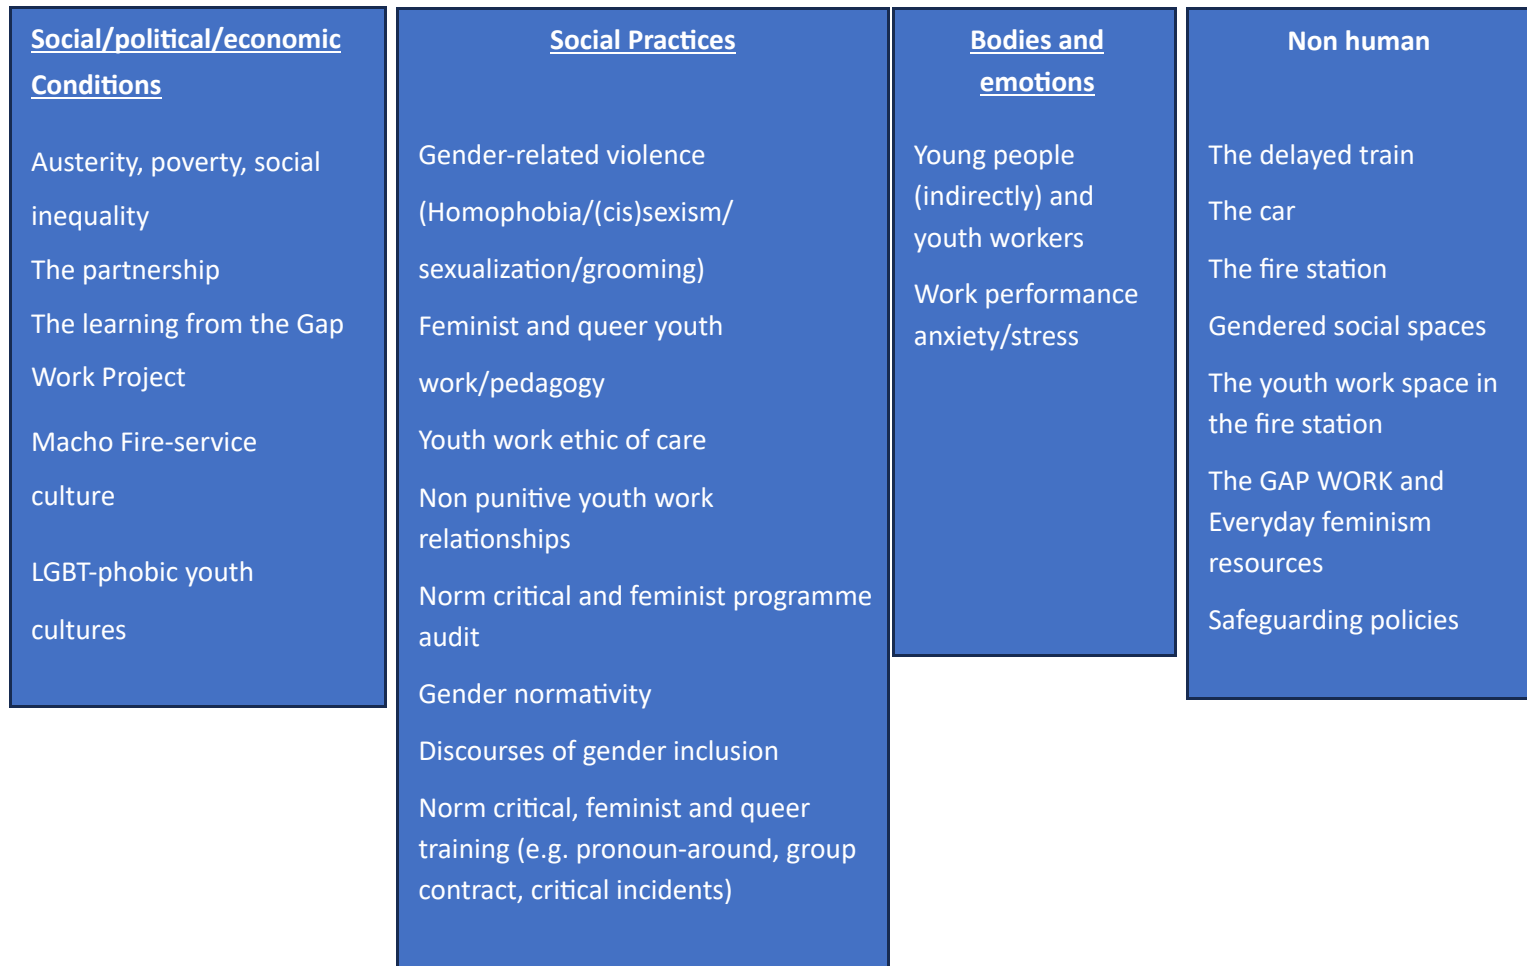 Social/political/economic
Conditions
Austerity, poverty, social
inequality
The partnership
The learning from the Gap
Work Project
Macho Fire-service
culture
LGBT-phobic youth
cultures
Social Practices
Gender-related violence
(Homophobia/(cis)sexism/
sexualization/grooming)
Feminist and queer youth
work/pedagogy
Youth work ethic of care
Non punitive youth work
relationships
Norm critical and feminist programme
audit
Gender normativity
Discourses of gender inclusion
Norm critical, feminist and queer
training (e.g. pronoun-around, group
contract, critical incidents)
Bodies and
emotions
Young people
(indirectly) and
youth workers
Work performance
anxiety/stress
Non human
The delayed train
The car
The fire station
Gendered social spaces
The youth work space in
the fire station
The GAP WORK and
Everyday feminism
resources
Safeguarding policies